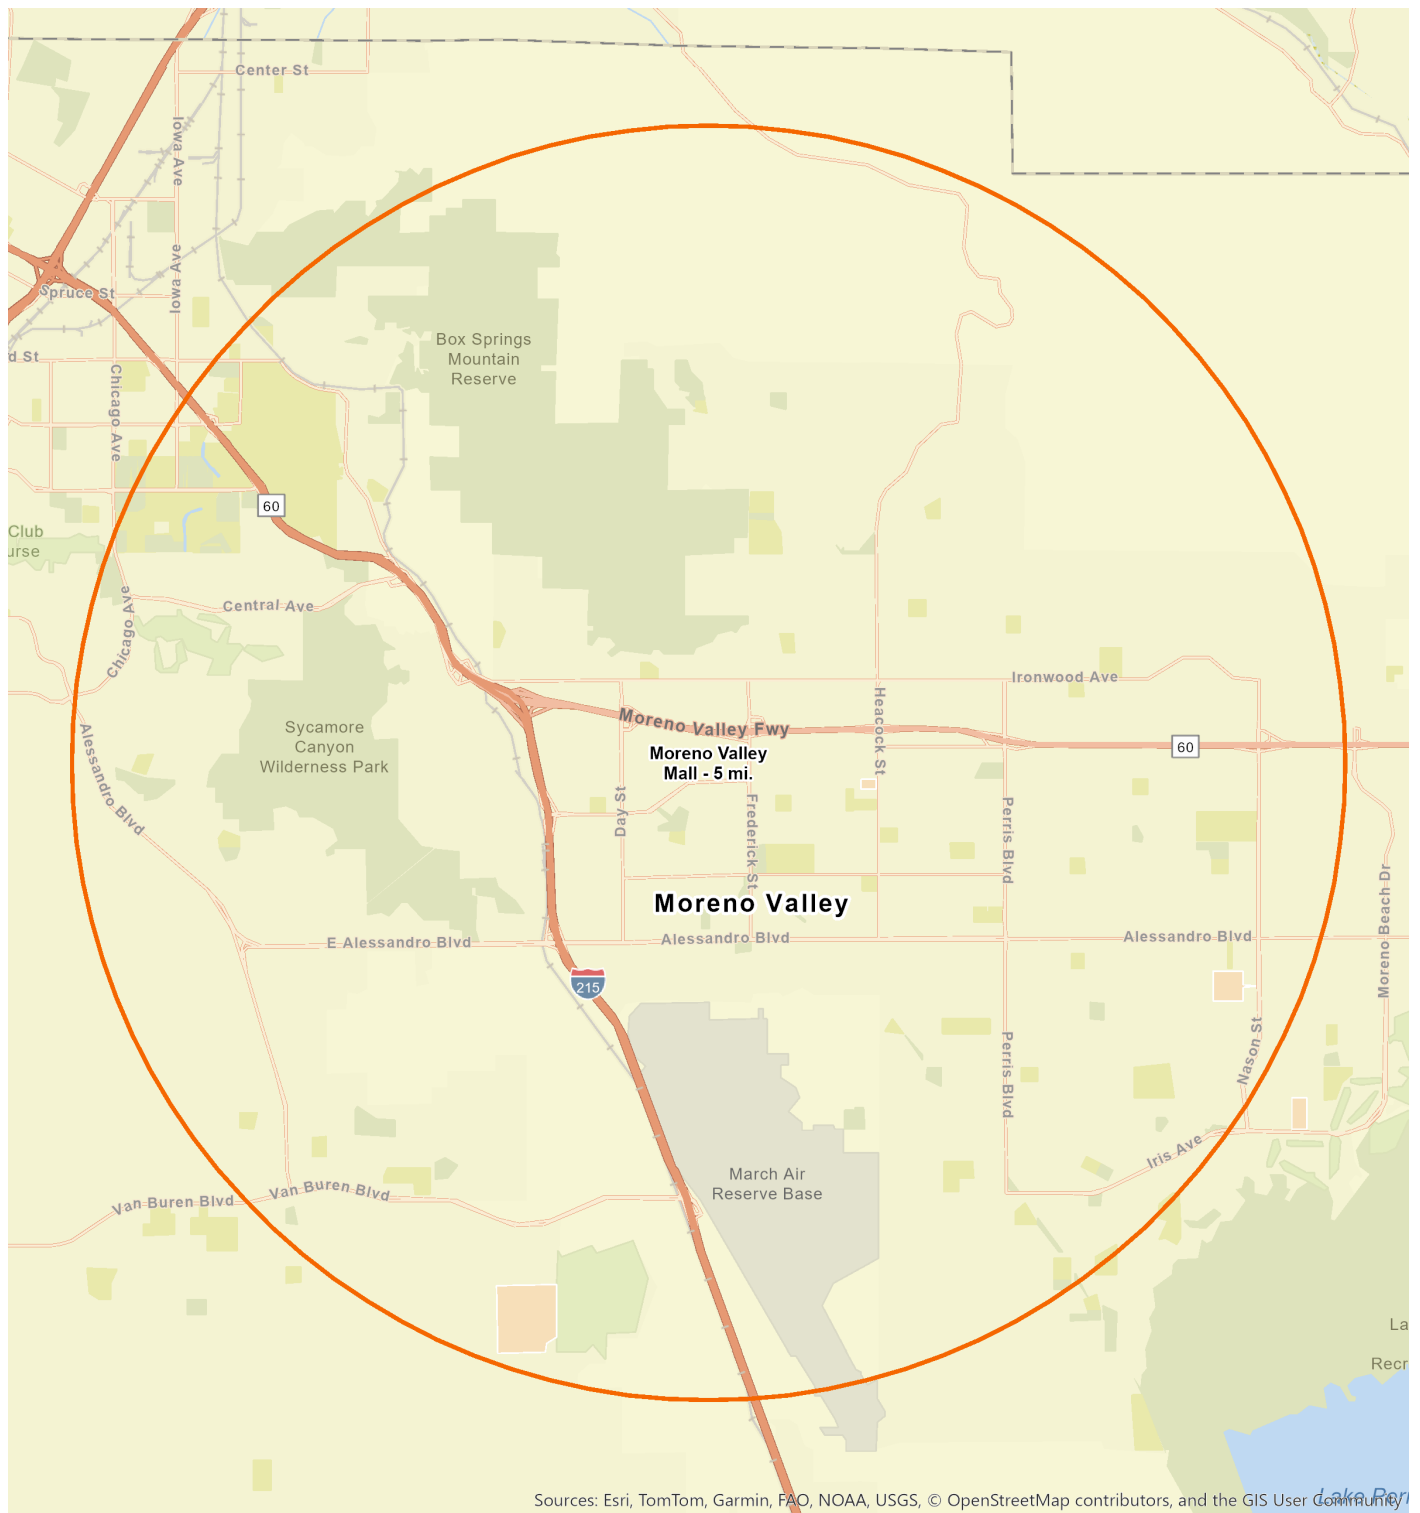 Center St
Iowa Ave
Iowa Ave
Spruce St
d St
Box Springs
Mountain
Reserve
Chicago Ave
60
Club
urse
Central Ave
Chicago Ave
Ironwood Ave
Heacock St
Moreno Valley Fwy
60
Moreno Valley
Mall - 5 mi.
Sycamore
Canyon
Wilderness Park
Alessandro Blvd
Day St
Frederick St
Perris Blvd
Moreno Beach Dr
Moreno Valley
E Alessandro Blvd
Alessandro Blvd
Alessandro Blvd
215
Nason St
Perris Blvd
Iris Ave
March Air
Reserve Base
Van Buren Blvd
Van Buren Blvd
La
Recr
Lake Perr
Sources: Esri, TomTom, Garmin, FAO, NOAA, USGS, © OpenStreetMap contributors, and the GIS User Community